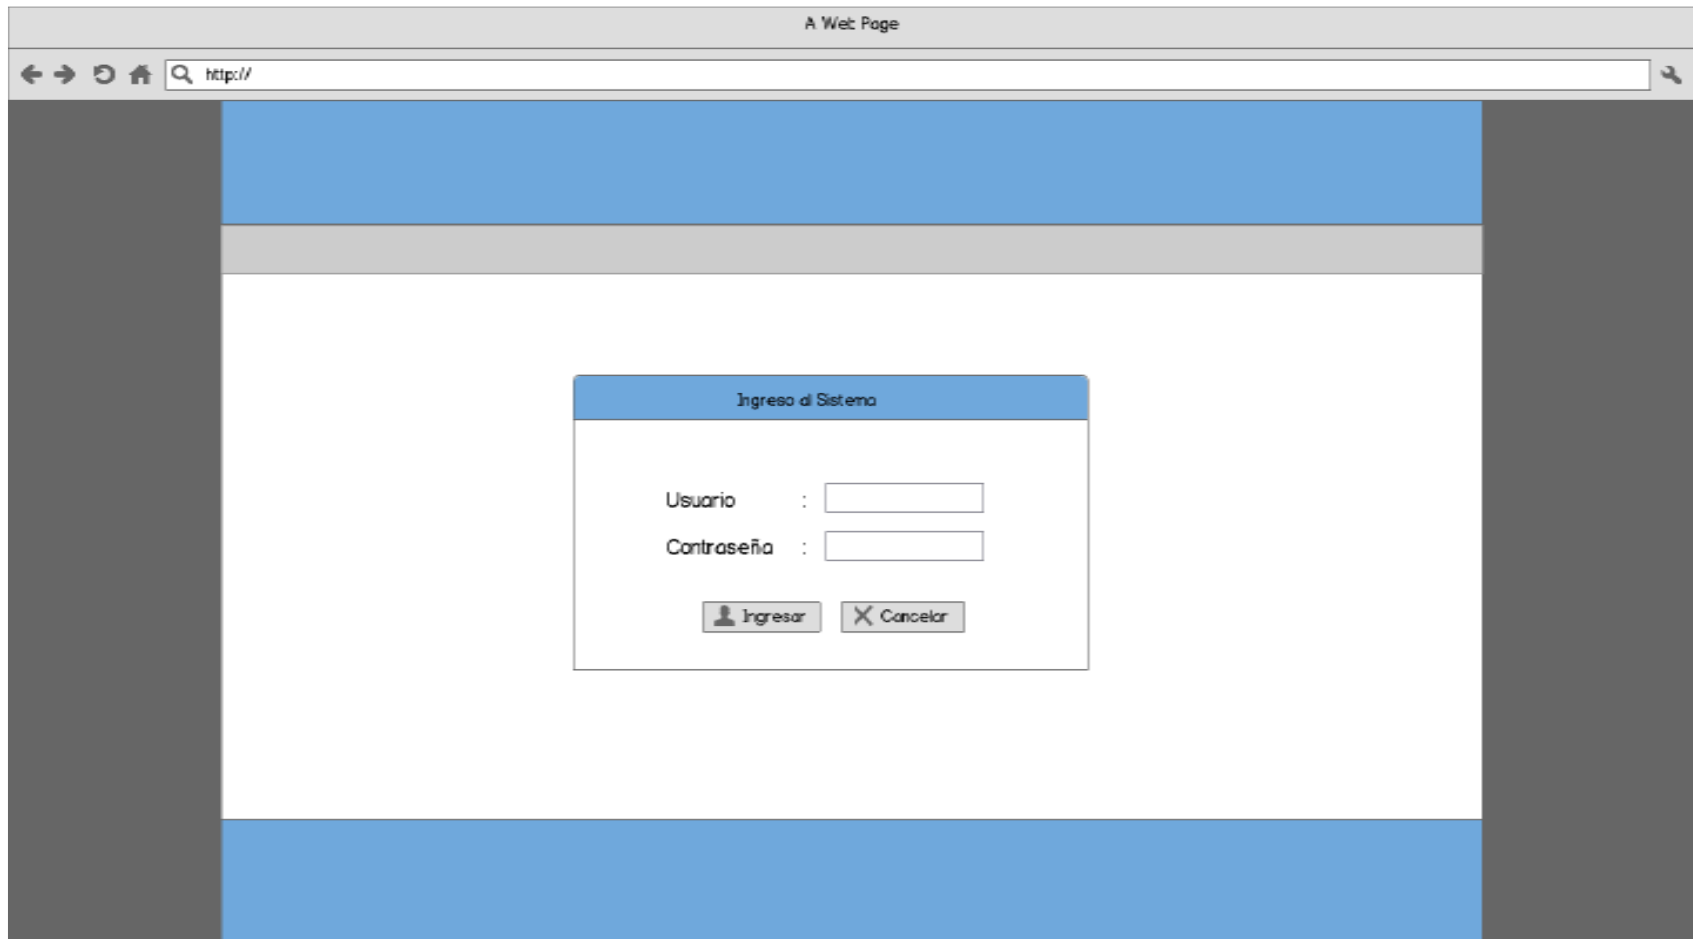 A Web Page
http://
Ingreso al Sistema
Usuario :
Contraseña :
Ingresar Cancelar